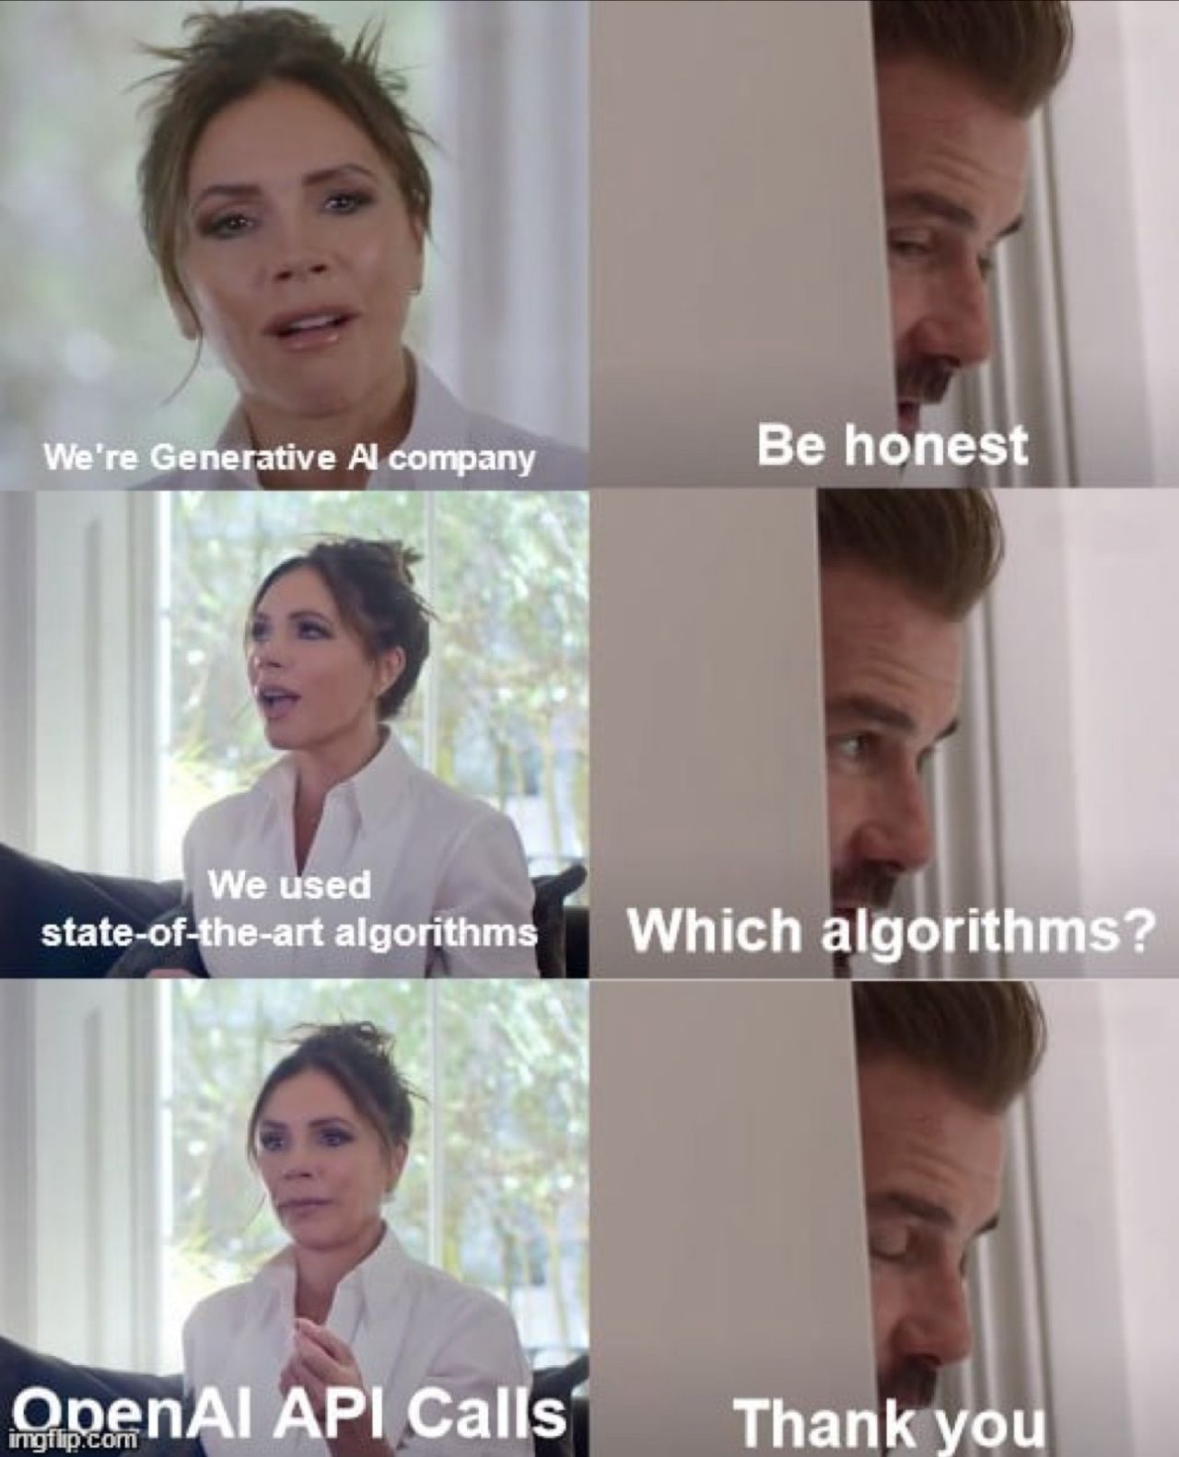 We're Generative AI company
Be honest
We used
state-of-the-art algorithms
Which algorithms?
OpenAI API Calls
Thank you
imgflip.com